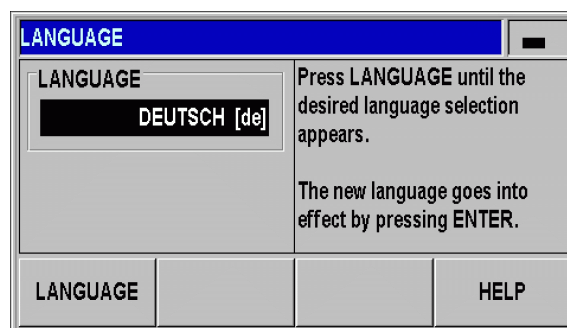 LANGUAGE
LANGUAGE
DEUTSCH [de]
Press LANGUAGE until the
desired language selection
appears.
The new language goes into
effect by pressing ENTER.
LANGUAGE
HELP